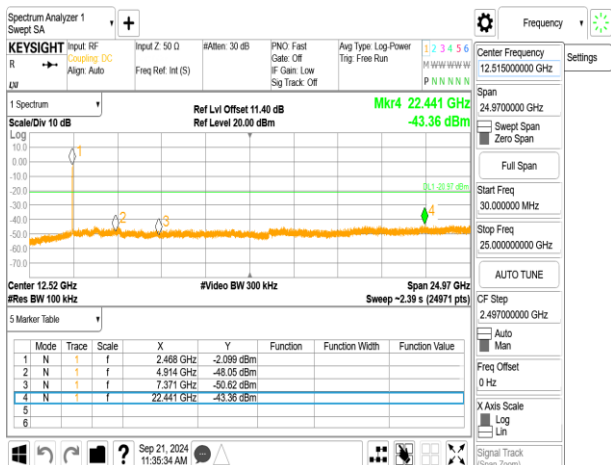 Spectrum Analyzer 1
Swept SA
Frequency
KEYSIGHT
R
Input: RF
Coupling: DC
Align: Auto
Input Z: 50 Ω
Freq Ref: Int (S)
#Atten: 30 dB
PNO: Fast
Gate: Off
IF Gain: Low
Sig Track: Off
Avg Type: Log-Power
Trig: Free Run
1 2 3 4 5 6
M W W W W W
P N N N N N
Center Frequency
12.515000000 GHz
Settings
1 Spectrum
Scale/Div 10 dB
Ref Lvl Offset 11.40 dB
Ref Level 20.00 dBm
Mkr4 22.441 GHz
-43.36 dBm
Log
10.0
0.00
-10.0
-20.0
-30.0
-40.0
-50.0
-60.0
-70.0
1
2
3
4
DL1 -20.97 dBm
Center 12.52 GHz
#Res BW 100 kHz
#Video BW 300 kHz
Span 24.97 GHz
Sweep ~2.39 s (24971 pts)
Span
24.9700000 GHz
Swept Span
Zero Span
Full Span
Start Freq
30.000000 MHz
Stop Freq
25.000000000 GHz
AUTO TUNE
CF Step
2.497000000 GHz
Auto
Man
Freq Offset
0 Hz
X Axis Scale
Log
Lin
Signal Track
(Span Zoom)
5 Marker Table
Mode Trace Scale X Y Function Function Width Function Value
1 N 1 f 2.468 GHz -2.099 dBm
2 N 1 f 4.914 GHz -48.05 dBm
3 N 1 f 7.371 GHz -50.62 dBm
4 N 1 f 22.441 GHz -43.36 dBm
5
6
?
Sep 21, 2024
11:35:34 AM